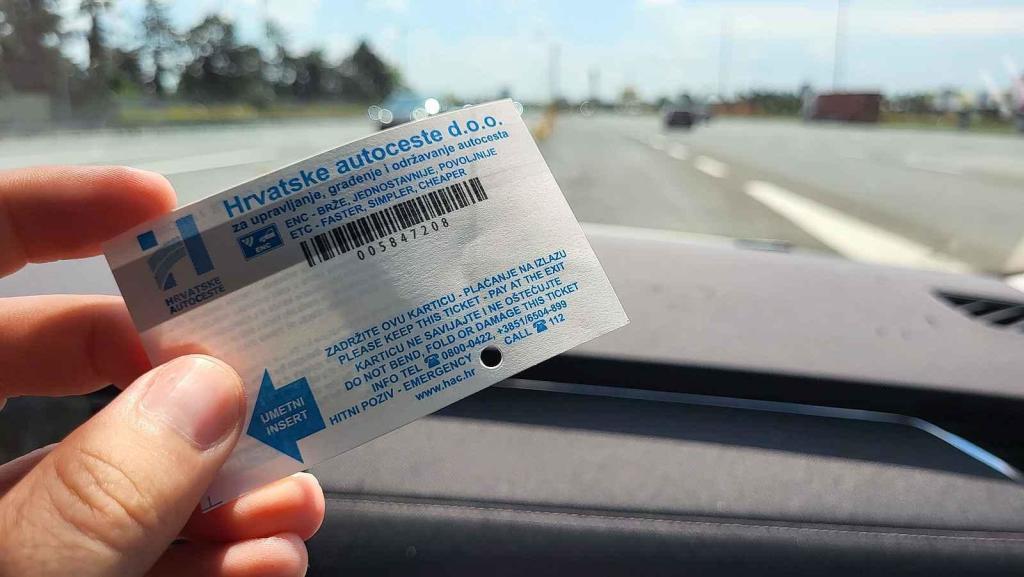 Hrvatske autoceste d.o.o.
za upravljanje, građenje i održavanje autocesta
ENC - BRŽE, JEDNOSTAVNIJE, POVOLJNIJE
ETC - FASTER, SIMPLER, CHEAPER
ENC
005847208
HRVATSKE
AUTOCESTE
ZADRŽITE OVU KARTICU - PLAĆANJE NA IZLAZU
PLEASE KEEP THIS TICKET - PAY AT THE EXIT
KARTICU NE SAVIJAJTE I NE OŠTEĆUJTE
DO NOT BEND, FOLD OR DAMAGE THIS TICKET
INFO TEL ☎ 0800-0422, +3851/6504-899
HITNI POZIV - EMERGENCY CALL ☎ 112
www.hac.hr
UMETNI
INSERT